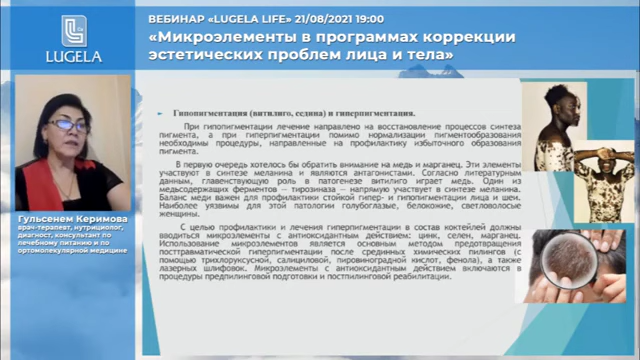 LUGELA
ВЕБИНАР «LUGELA LIFE» 21/08/2021 19:00
«Микроэлементы в программах коррекции
эстетических проблем лица и тела»
Гульсенем Керимова
врач-терапевт, нутрициолог,
диагност, консультант по
лечебному питанию и по
ортомолекулярной медицине
Гипопигментация (витилиго, седина) и гиперпигментация.
При гипопигментации лечение направлено на восстановление процессов синтеза
пигмента, а при гиперпигментации помимо нормализации пигментообразования
необходимы процедуры, направленные на профилактику избыточного образования
пигмента.
В первую очередь хотелось бы обратить внимание на медь и марганец. Эти элементы
участвуют в синтезе меланина и являются антагонистами. Согласно литературным
данным, главенствующую роль в патогенезе витилиго играет медь. Один из
медьсодержащих ферментов — тирозиназа — напрямую участвует в синтезе меланина.
Баланс меди важен для профилактики стойкой гипер- и гипопигментации лица и шеи.
Наиболее уязвимы для этой патологии голубоглазые, белокожие, светловолосые
женщины.
С целью профилактики и лечения гиперпигментации в состав коктейлей должны
вводиться микроэлементы с антиоксидантным действием: цинк, селен, марганец.
Использование микроэлементов является основным методом предотвращения
посттравматической гиперпигментации после срединных химических пилингов (с
помощью трихлоруксусной, салициловой, пировиноградной кислот, фенола), а также
лазерных шлифовок. Микроэлементы с антиоксидантным действием включаются в
процедуры предпилинговой подготовки и постпилинговой реабилитации.